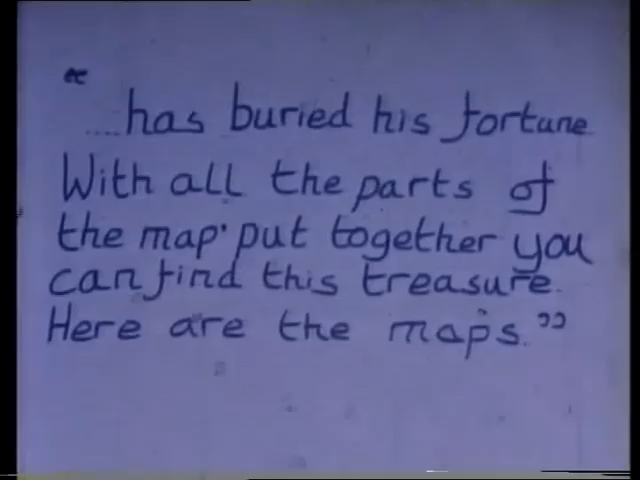 “
....has buried his fortune
With all the parts of
the map put together you
can find this treasure.
Here are the maps.”